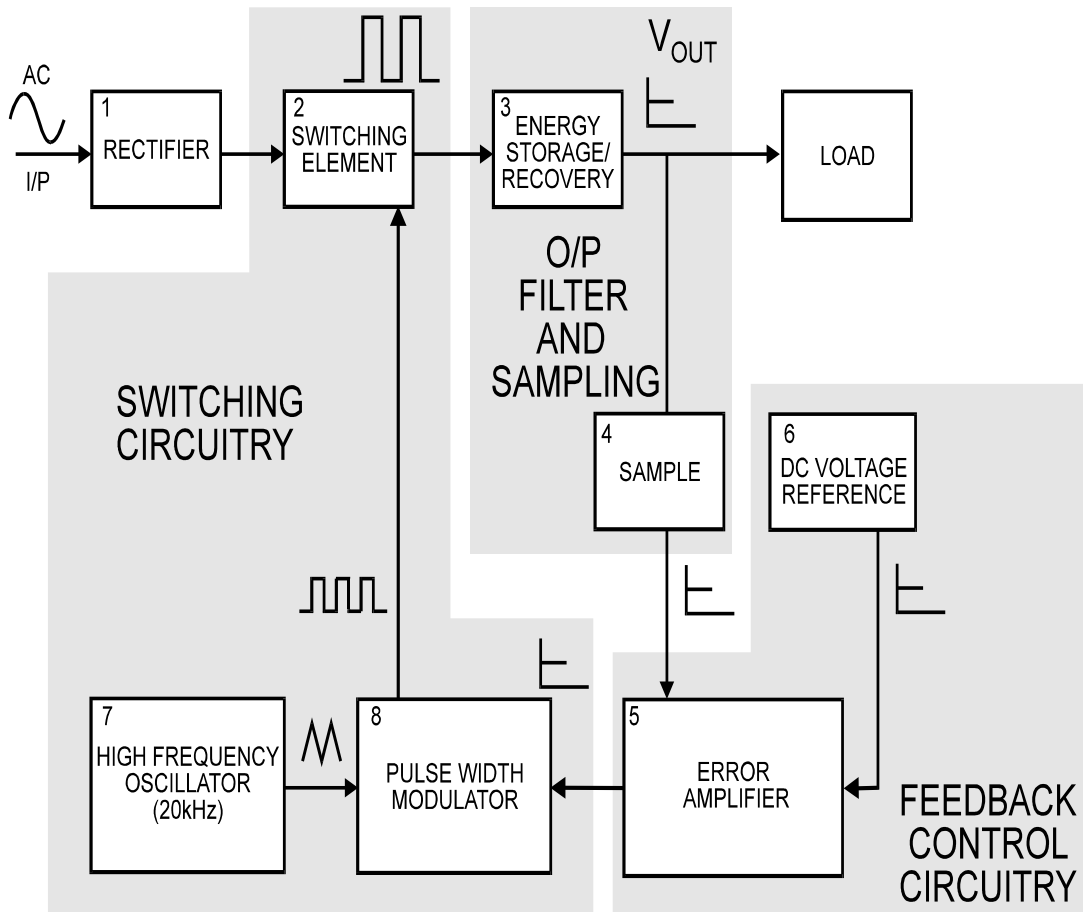 V
OUT
AC
I/P
1
RECTIFIER
2
SWITCHING
ELEMENT
3
ENERGY
STORAGE/
RECOVERY
LOAD
O/P
FILTER
AND
SAMPLING
SWITCHING
CIRCUITRY
4
SAMPLE
6
DC VOLTAGE
REFERENCE
7
HIGH FREQUENCY
OSCILLATOR
(20kHz)
8
PULSE WIDTH
MODULATOR
5
ERROR
AMPLIFIER
FEEDBACK
CONTROL
CIRCUITRY